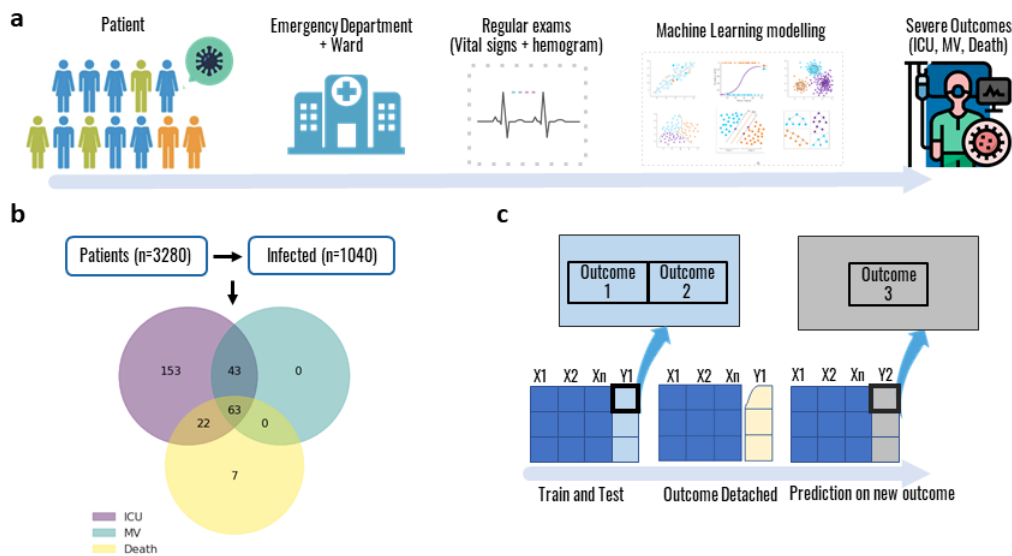 a
Patient
Emergency Department
+ Ward
Regular exams
(Vital signs + hemogram)
Machine Learning modelling
Severe Outcomes
(ICU, MV, Death)
b
Patients (n=3280)
Infected (n=1040)
153
43
0
63
22
0
7
ICU
MV
Death
c
Outcome
1
Outcome
2
Outcome
3
X1 X2 Xn Y1
X1 X2 Xn Y1
X1 X2 Xn Y2
Train and Test
Outcome Detached
Prediction on new outcome